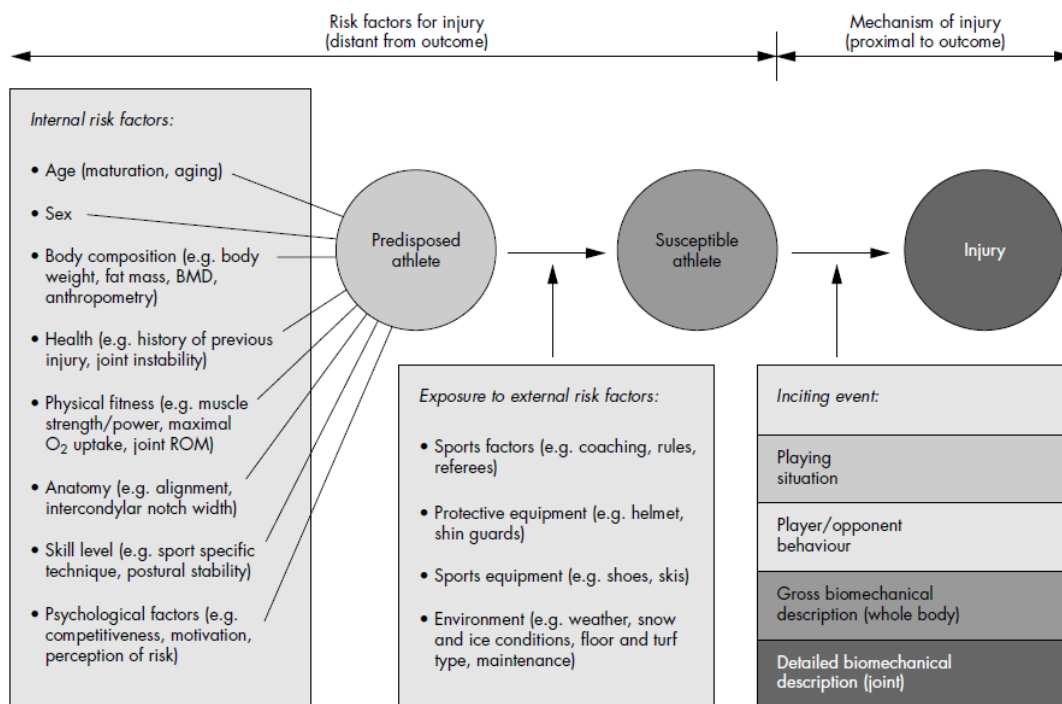 Risk factors for injury
(distant from outcome)
Mechanism of injury
(proximal to outcome)
Internal risk factors:
• Age (maturation, aging)
• Sex
• Body composition (e.g. body
weight, fat mass, BMD,
anthropometry)
• Health (e.g. history of previous
injury, joint instability)
• Physical fitness (e.g. muscle
strength/power, maximal
O2 uptake, joint ROM)
• Anatomy (e.g. alignment,
intercondylar notch width)
• Skill level (e.g. sport specific
technique, postural stability)
• Psychological factors (e.g.
competitiveness, motivation,
perception of risk)
Predisposed
athlete
Susceptible
athlete
Injury
Exposure to external risk factors:
• Sports factors (e.g. coaching, rules,
referees)
• Protective equipment (e.g. helmet,
shin guards)
• Sports equipment (e.g. shoes, skis)
• Environment (e.g. weather, snow
and ice conditions, floor and turf
type, maintenance)
Inciting event:
Playing
situation
Player/opponent
behaviour
Gross biomechanical
description (whole body)
Detailed biomechanical
description (joint)